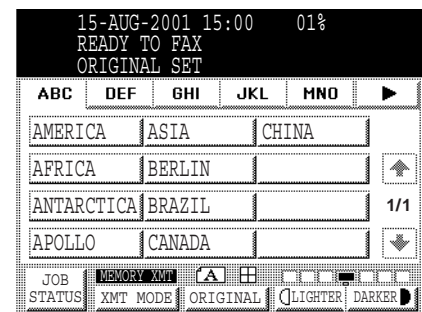 15-AUG-2001 15:00 01%
READY TO FAX
ORIGINAL SET
ABC DEF GHI JKL MNO
AMERICA ASIA CHINA
AFRICA BERLIN
ANTARCTICA BRAZIL 1/1
APOLLO CANADA
JOB STATUS
MEMORY XMT A
XMT MODE ORIGINAL LIGHTER DARKER